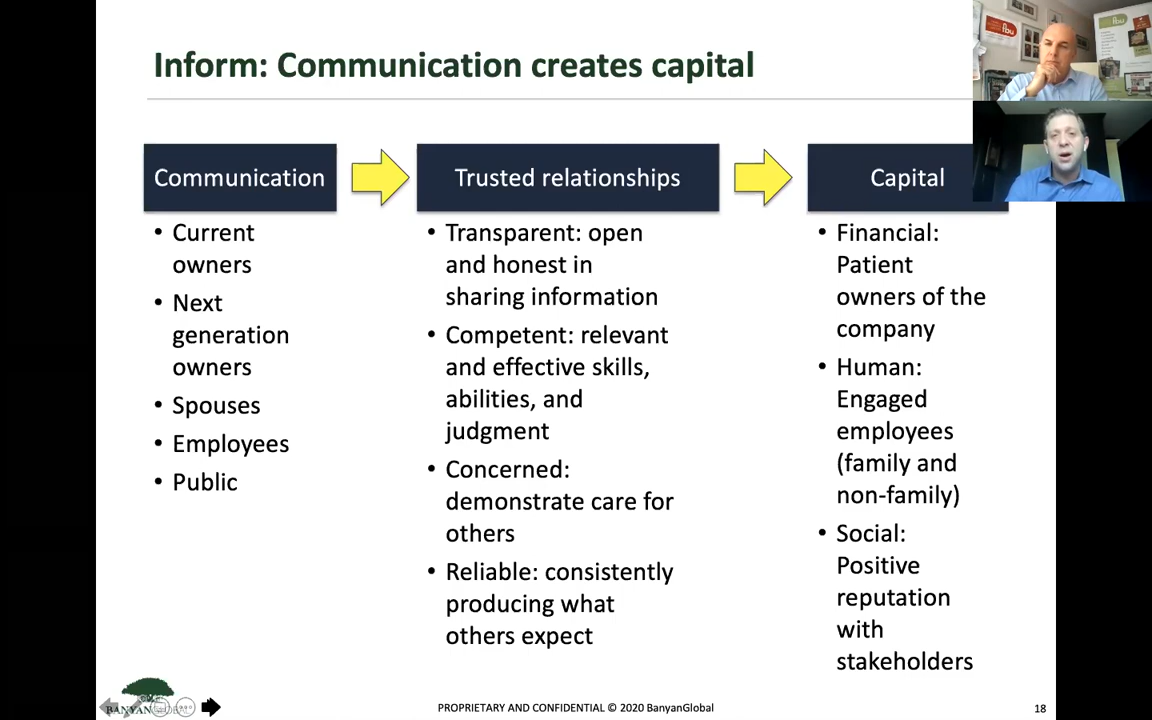 Inform: Communication creates capital
Communication
• Current
owners
• Next
generation
owners
• Spouses
• Employees
• Public
Trusted relationships
• Transparent: open
and honest in
sharing information
• Competent: relevant
and effective skills,
abilities, and
judgment
• Concerned:
demonstrate care for
others
• Reliable: consistently
producing what
others expect
Capital
• Financial:
Patient
owners of the
company
• Human:
Engaged
employees
(family and
non-family)
• Social:
Positive
reputation
with
stakeholders
fbu
BANYAN
PROPRIETARY AND CONFIDENTIAL © 2020 BanyanGlobal
18